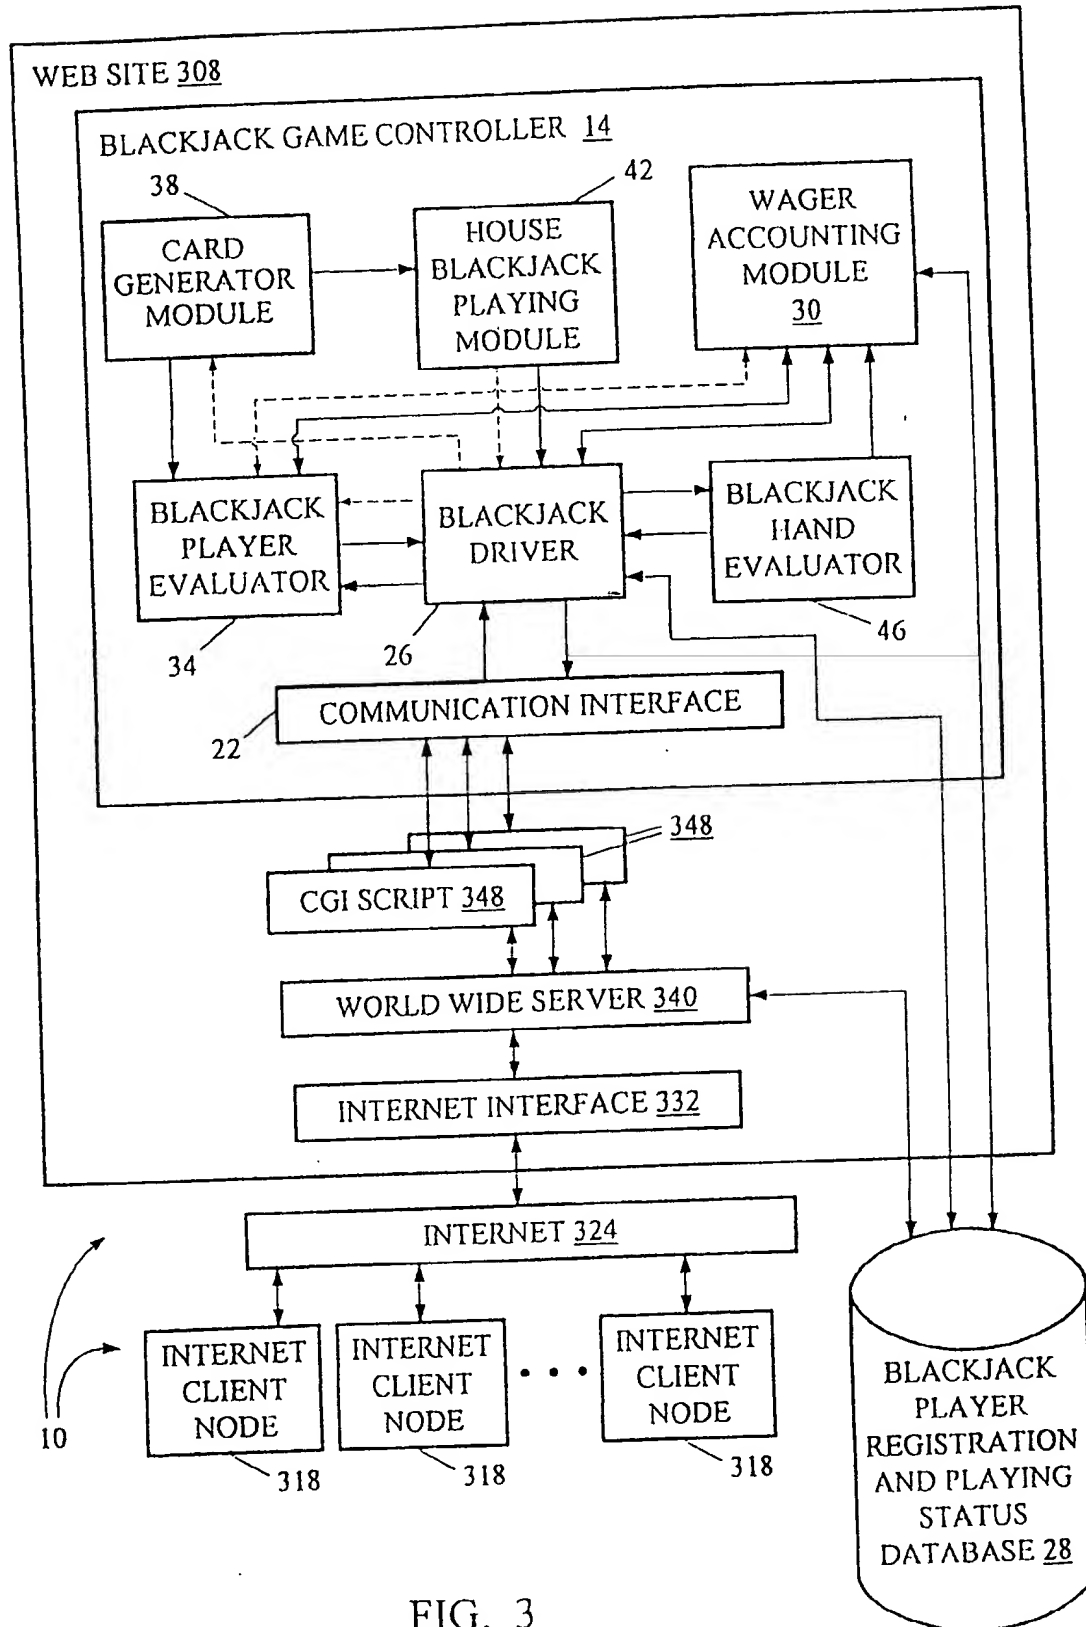 WEB SITE 308
BLACKJACK GAME CONTROLLER 14
38
CARD
GENERATOR
MODULE
42
HOUSE
BLACKJACK
PLAYING
MODULE
WAGER
ACCOUNTING
MODULE
30
BLACKJACK
PLAYER
EVALUATOR
34
BLACKJACK
DRIVER
26
BLACKJACK
HAND
EVALUATOR
46
COMMUNICATION INTERFACE
22
348
CGI SCRIPT 348
WORLD WIDE SERVER 340
INTERNET INTERFACE 332
INTERNET 324
10
INTERNET
CLIENT
NODE
318
INTERNET
CLIENT
NODE
318
INTERNET
CLIENT
NODE
318
BLACKJACK
PLAYER
REGISTRATION
AND PLAYING
STATUS
DATABASE 28
FIG. 3